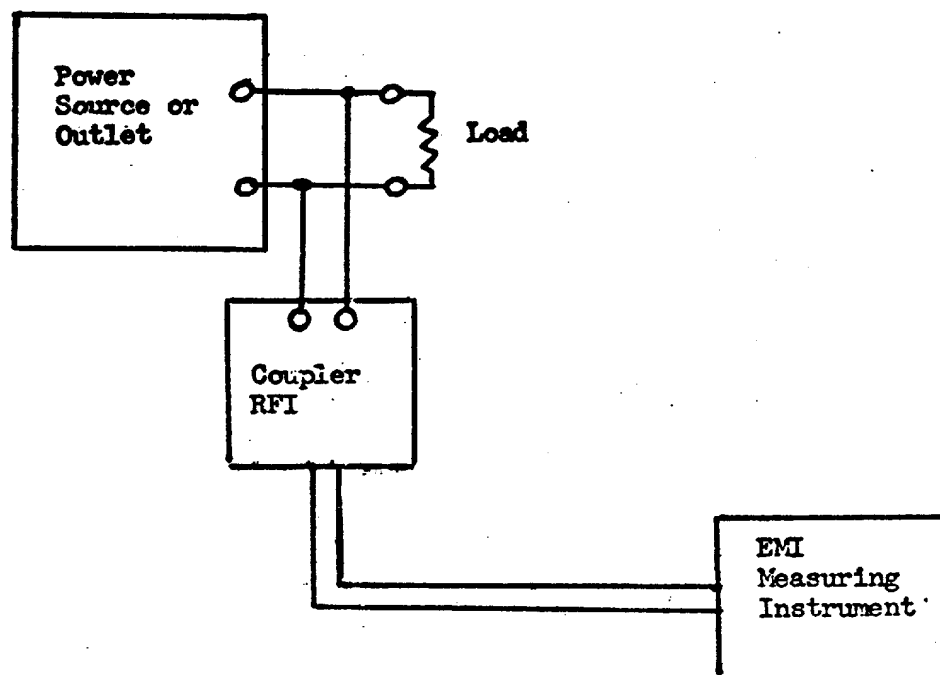 Power
Source or
Outlet
Load
Coupler
RFI
EMI
Measuring
Instrument